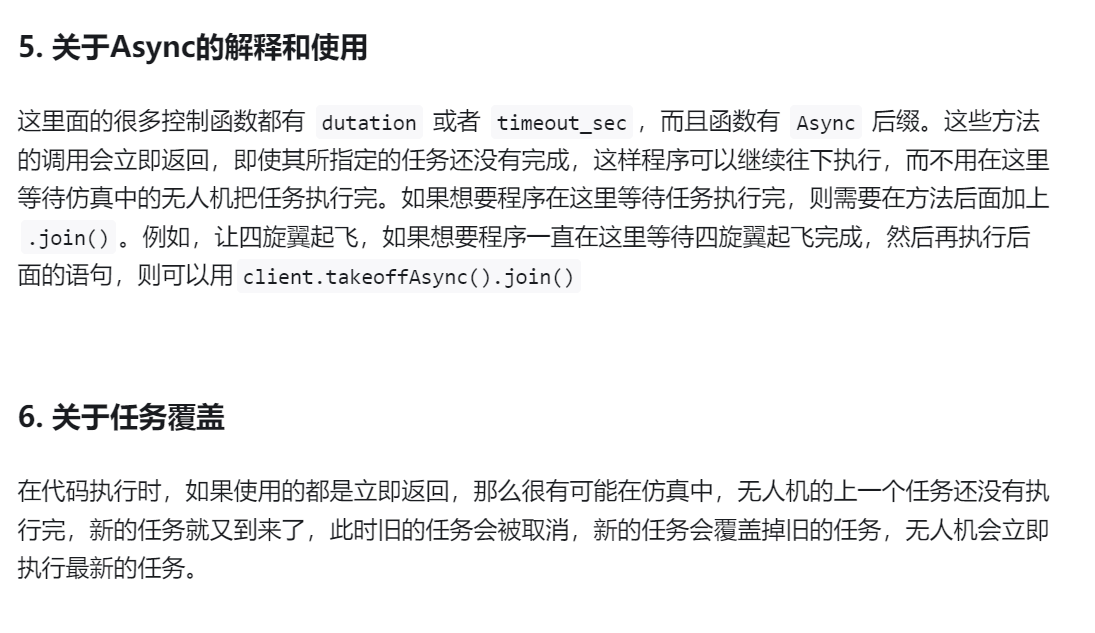 5. 关于Async的解释和使用
这里面的很多控制函数都有 dutation 或者 timeout_sec ，而且函数有 Async 后缀。这些方法
的调用会立即返回，即使其所指定的任务还没有完成，这样程序可以继续往下执行，而不用在这里
等待仿真中的无人机把任务执行完。如果想要程序在这里等待任务执行完，则需要在方法后面加上
.join() 。例如，让四旋翼起飞，如果想要程序一直在这里等待四旋翼起飞完成，然后再执行后
面的语句，则可以用 client.takeoffAsync().join()
6. 关于任务覆盖
在代码执行时，如果使用的都是立即返回，那么很有可能在仿真中，无人机的上一个任务还没有执
行完，新的任务就又到来了，此时旧的任务会被取消，新的任务会覆盖掉旧的任务，无人机会立即
执行最新的任务。